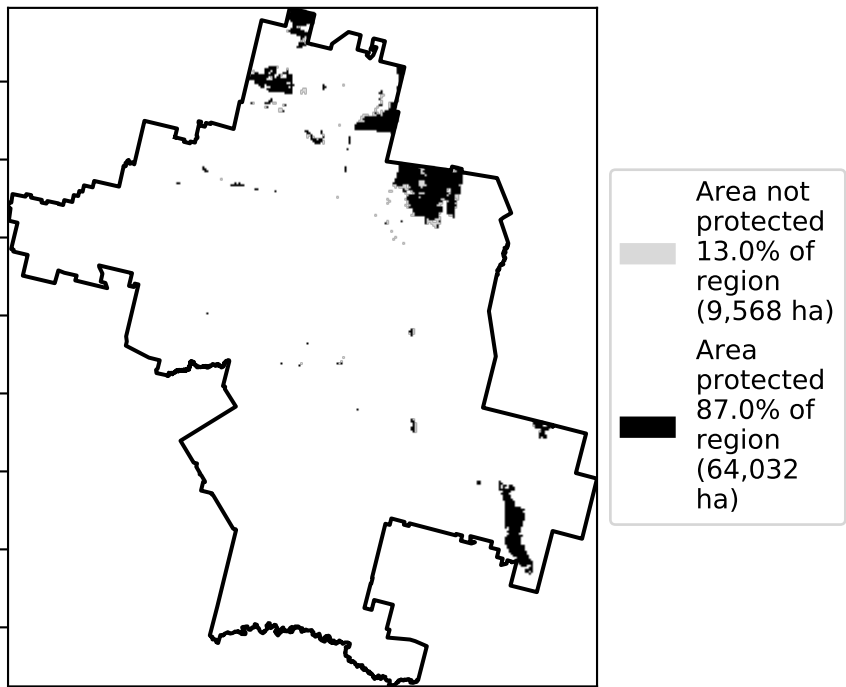 Area not
protected
13.0% of
region
(9,568 ha)
Area
protected
87.0% of
region
(64,032
ha)